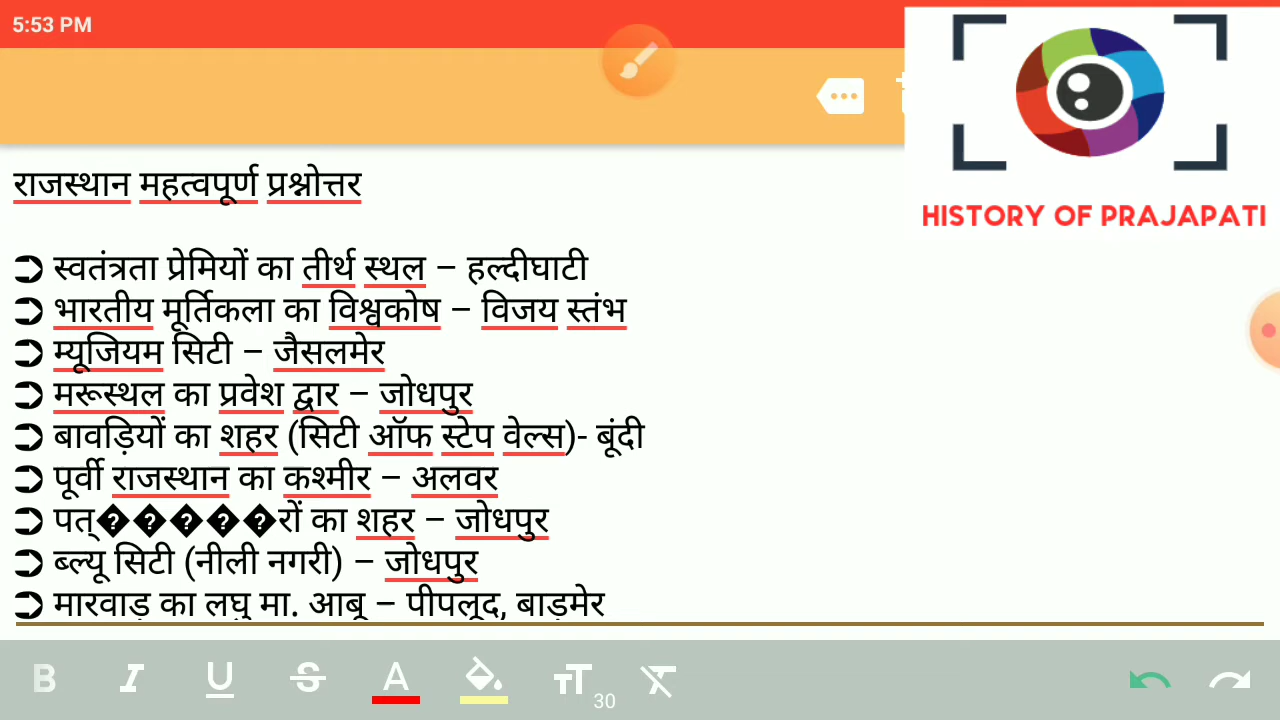 5:53 PM
HISTORY OF PRAJAPATI
राजस्थान महत्वपूर्ण प्रश्नोत्तर
➲ स्वतंत्रता प्रेमियों का तीर्थ स्थल – हल्दीघाटी
➲ भारतीय मूर्तिकला का विश्वकोष – विजय स्तंभ
➲ म्यूजियम सिटी – जैसलमेर
➲ मरूस्थल का प्रवेश द्वार – जोधपुर
➲ बावड़ियों का शहर (सिटी ऑफ स्टेप वेल्स)- बूंदी
➲ पूर्वी राजस्थान का कश्मीर – अलवर
➲ पत्�����रों का शहर – जोधपुर
➲ ब्ल्यू सिटी (नीली नगरी) – जोधपुर
➲ मारवाड़ का लघु मा. आबू – पीपलूद, बाड़मेर
B I U S A 30